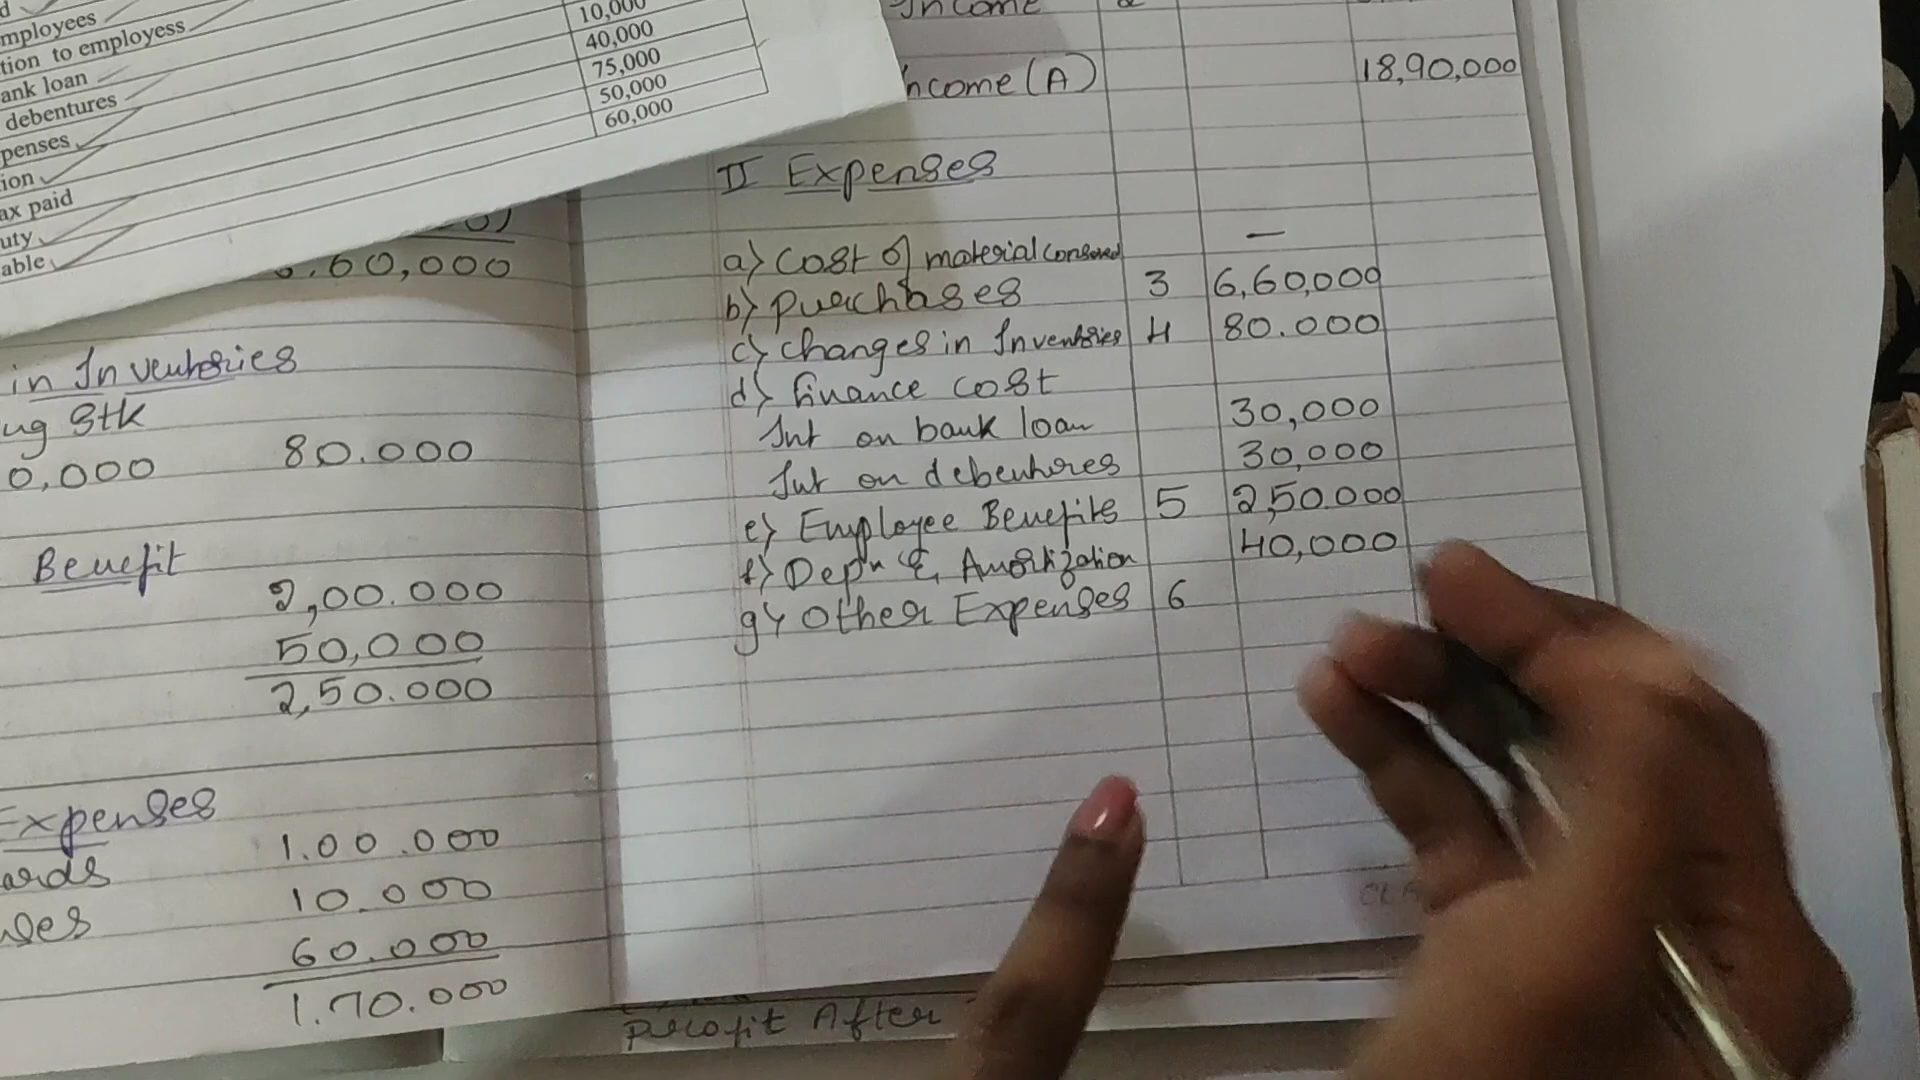 mployees
tion to employess
ank loan
debentures
penses
ion
ax paid
uty
able
10,000
40,000
75,000
50,000
60,000
60,000
in Inventories
ug Stk
0,000 80.000
Benefit
2,00.000
50,000
2,50.000
Expenses
1.00.000
ards 10.000
60.000
1.70.000
Income
ncome (A) 18,90,000
II Expenses
a) Cost of material consumed —
b) Purchases 3 6,60,000
c) Changes in Inventories 4 80.000
d) finance cost
Int on bank loan 30,000
Int on debentures 30,000
e) Employee Benefits 5 2,50.000
f) Depn & Amortization 40,000
g) Other Expenses 6
Profit After